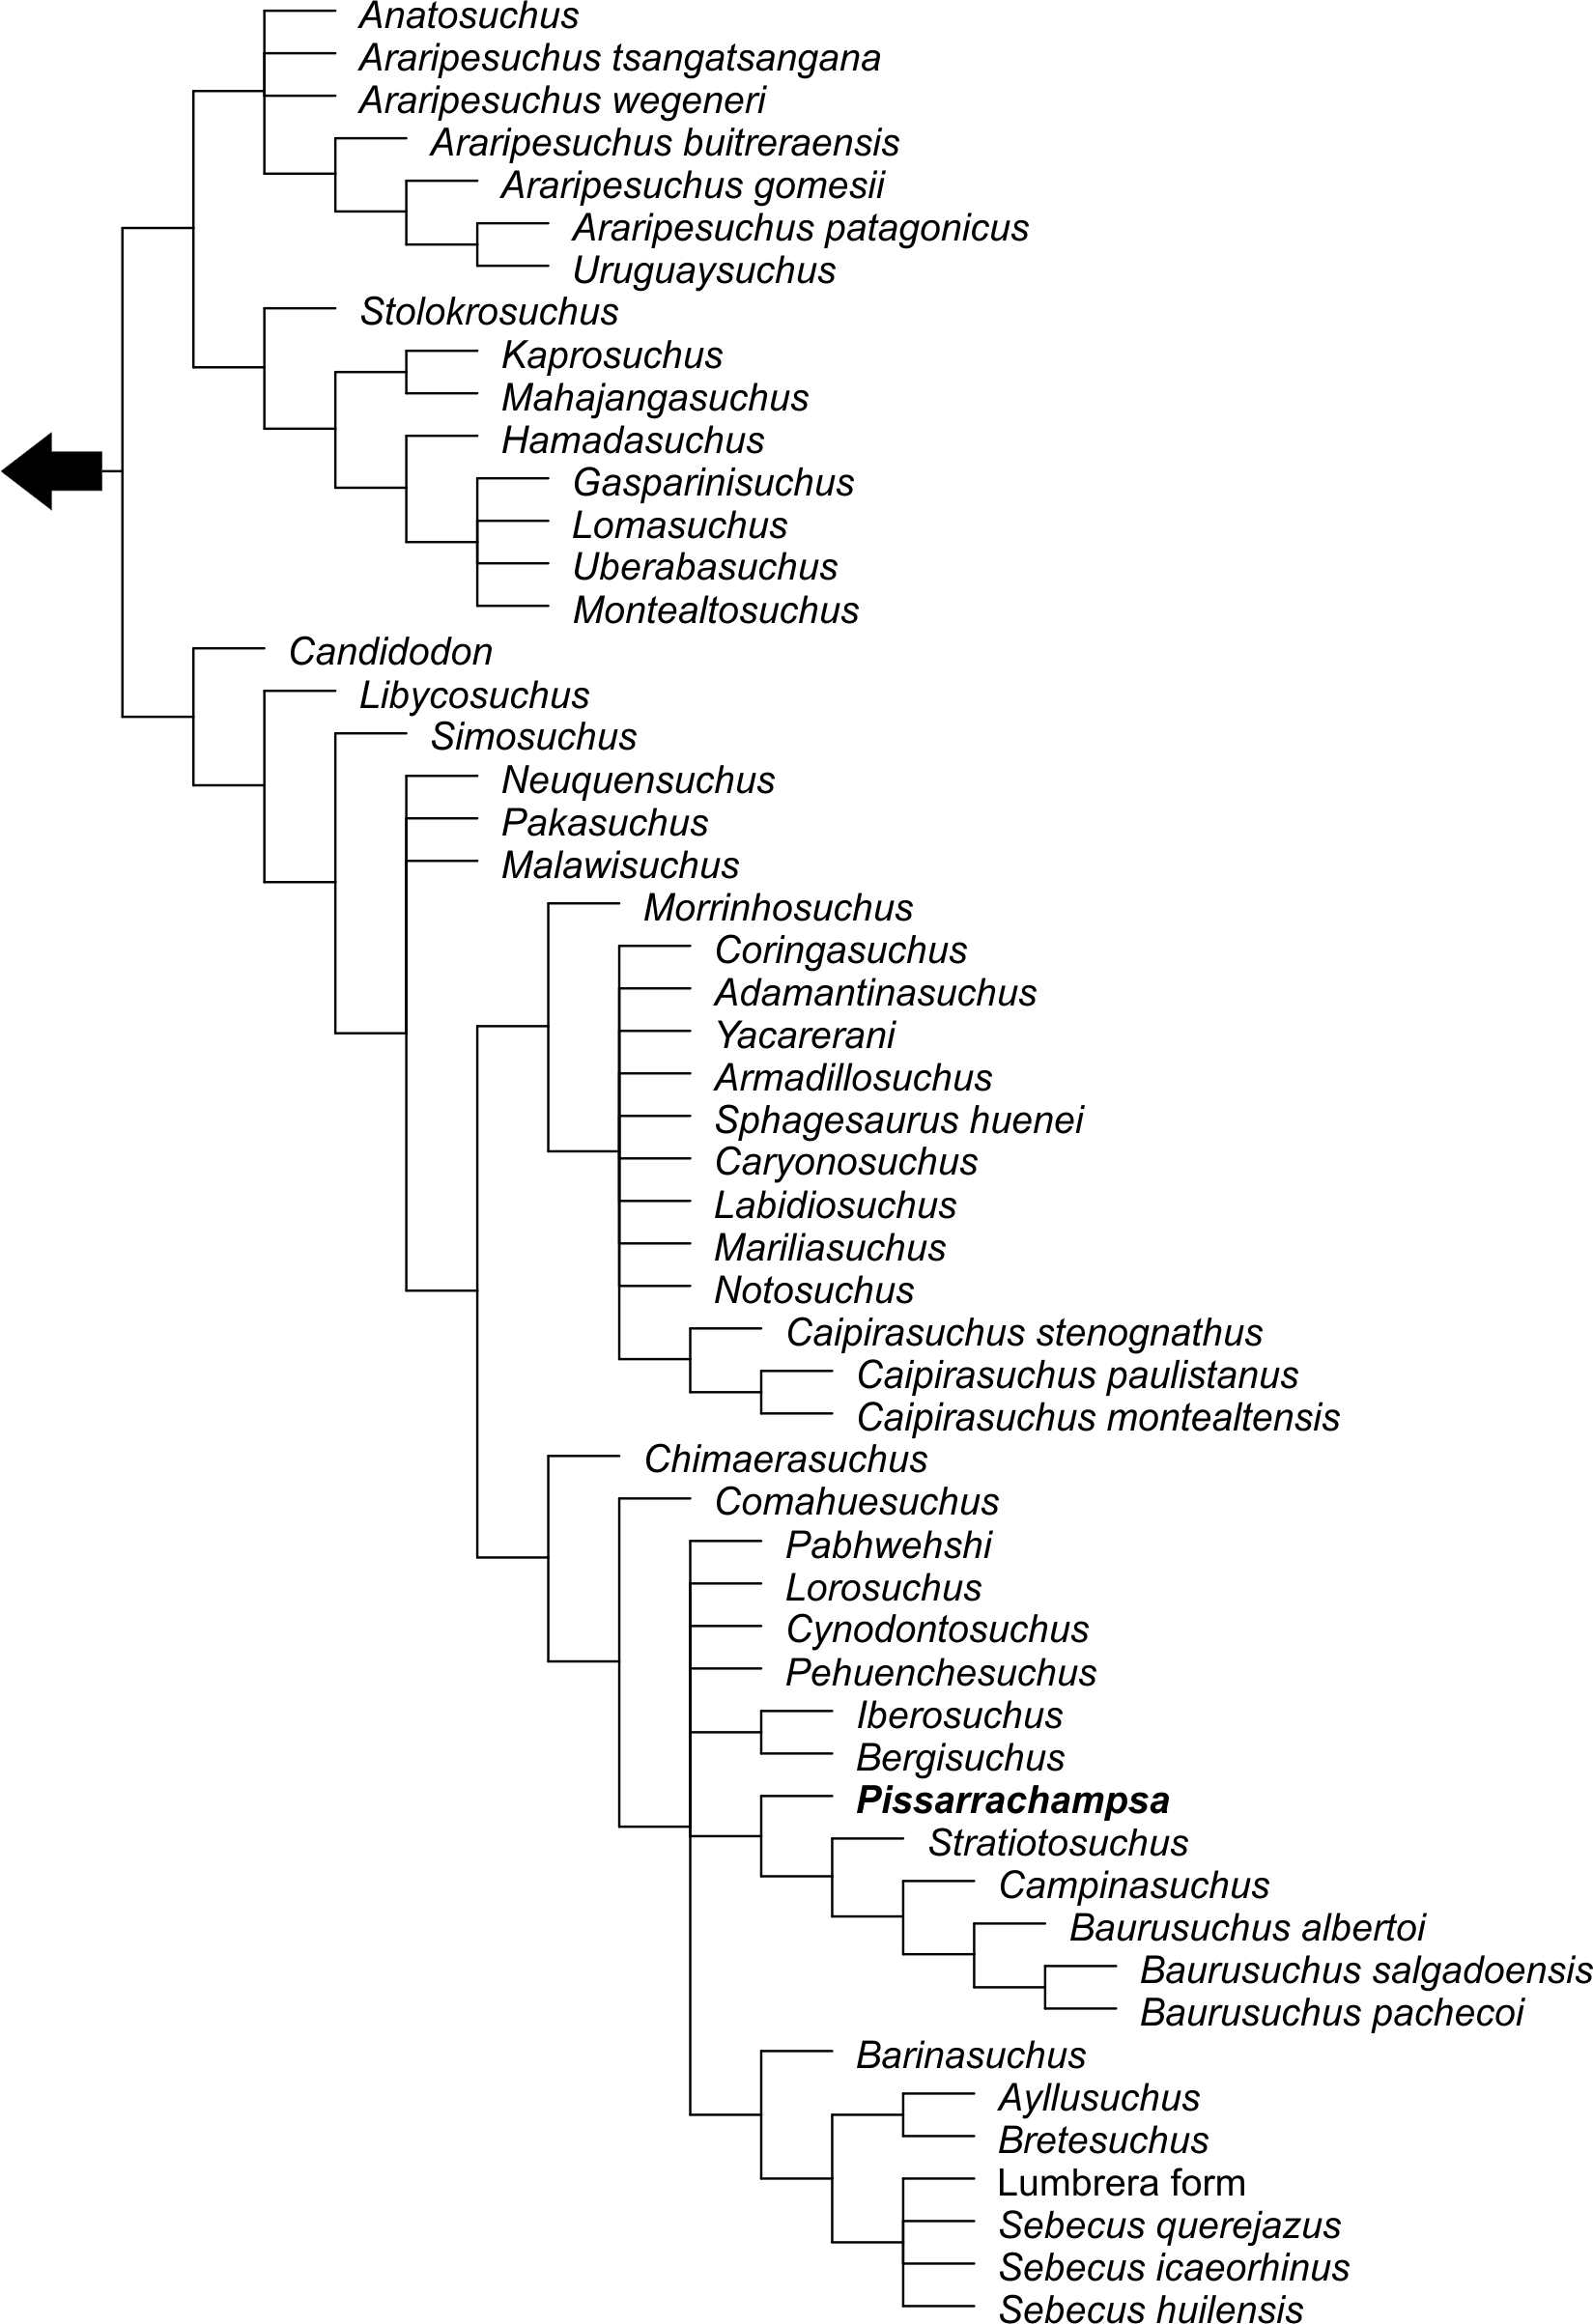 Anatosuchus
Araripesuchus tsangatsangana
Araripesuchus wegeneri
Araripesuchus buitreraensis
Araripesuchus gomesii
Araripesuchus patagonicus
Uruguaysuchus
Stolokrosuchus
Kaprosuchus
Mahajangasuchus
Hamadasuchus
Gasparinisuchus
Lomasuchus
Uberabasuchus
Montealtosuchus
Candidodon
Libycosuchus
Simosuchus
Neuquensuchus
Pakasuchus
Malawisuchus
Morrinhosuchus
Coringasuchus
Adamantinasuchus
Yacarerani
Armadillosuchus
Sphagesaurus huenei
Caryonosuchus
Labidiosuchus
Mariliasuchus
Notosuchus
Caipirasuchus stenognathus
Caipirasuchus paulistanus
Caipirasuchus montealtensis
Chimaerasuchus
Comahuesuchus
Pabhwehshi
Lorosuchus
Cynodontosuchus
Pehuenchesuchus
Iberosuchus
Bergisuchus
Pissarrachampsa
Stratiotosuchus
Campinasuchus
Baurusuchus albertoi
Baurusuchus salgadoensis
Baurusuchus pachecoi
Barinasuchus
Ayllusuchus
Bretesuchus
Lumbrera form
Sebecus querejazus
Sebecus icaeorhinus
Sebecus huilensis